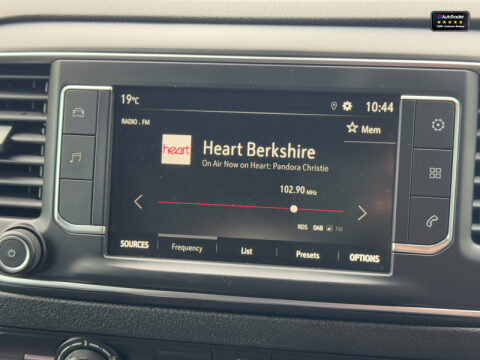 AutoTrader
19°C
10:44
RADIO . FM
Mem
heart
Heart Berkshire
On Air Now on Heart: Pandora Christie
102.90 MHz
RDS DAB FM
SOURCES
Frequency
List
Presets
OPTIONS